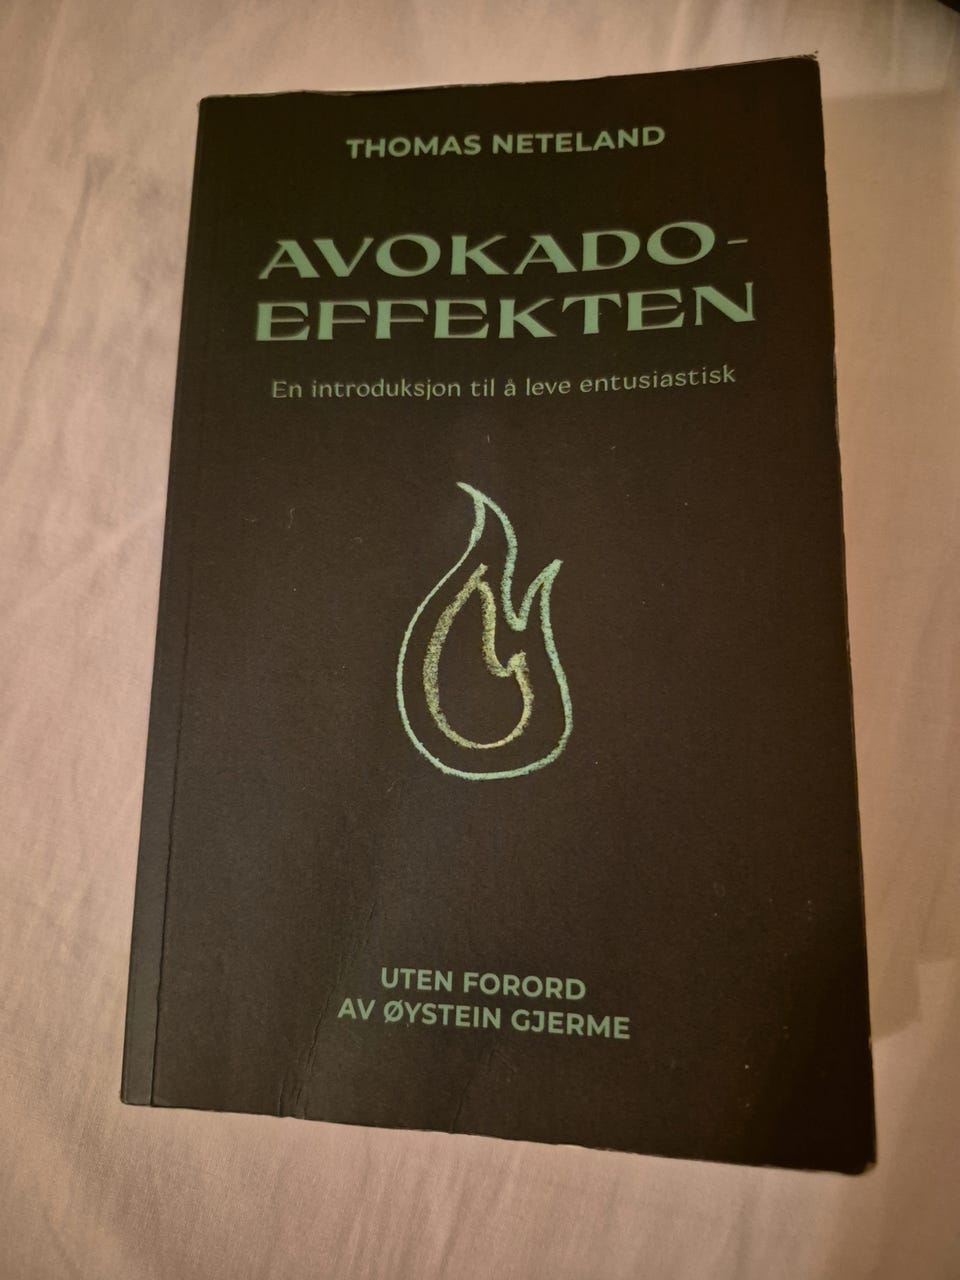 THOMAS NETELAND
AVOKADO-
EFFEKTEN
En introduksjon til å leve entusiastisk
UTEN FORORD
AV ØYSTEIN GJERME